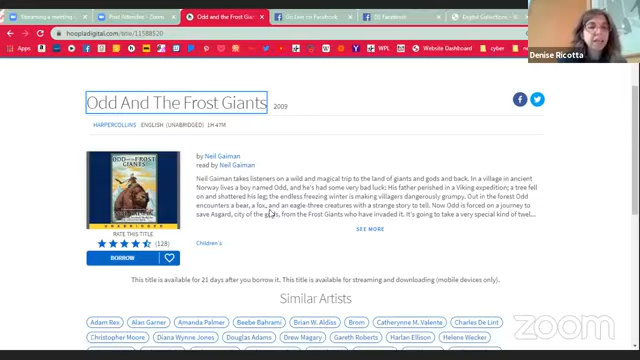 Streaming a meeting
Post Attendee - Zoom
Odd and the Frost Giant
Go Live on Facebook
Facebook
Digital Collections
hoopladigital.com/title/11588520
YouTube
WPL
Website Dashboard
cyber
Denise Ricotta
Odd And The Frost Giants 2009
HARPERCOLLINS ENGLISH (UNABRIDGED) 1H 47M
by Neil Gaiman
read by Neil Gaiman
Neil Gaiman takes listeners on a wild and magical trip to the land of giants and gods and back. In a village in ancient
Norway lives a boy named Odd, and he's had some very bad luck: His father perished in a Viking expedition; a tree fell
on and shattered his leg; the endless freezing winter is making villagers dangerously grumpy. Out in the forest Odd
encounters a bear, a fox, and an eagle-three creatures with a strange story to tell. Now Odd is forced on a journey to
save Asgard, city of the gods, from the Frost Giants who have invaded it. It's going to take a very special kind of twel...
SEE MORE
Children's
ODD AND THE FROST
GIANTS
UNABRIDGED
RATE THIS TITLE
(128)
BORROW
This title is available for 21 days after you borrow it. This title is available for streaming and downloading (mobile devices only).
Similar Artists
Adam Rex Alan Garner Amanda Palmer Beebe Bahrami Brian W. Aldiss Brom Catherynne M. Valente Charles De Lint
Christopher Moore Diana Wynne Jones Douglas Adams Drew Magary Gareth Roberts Harlan Ellison Helene Wecker
zoom